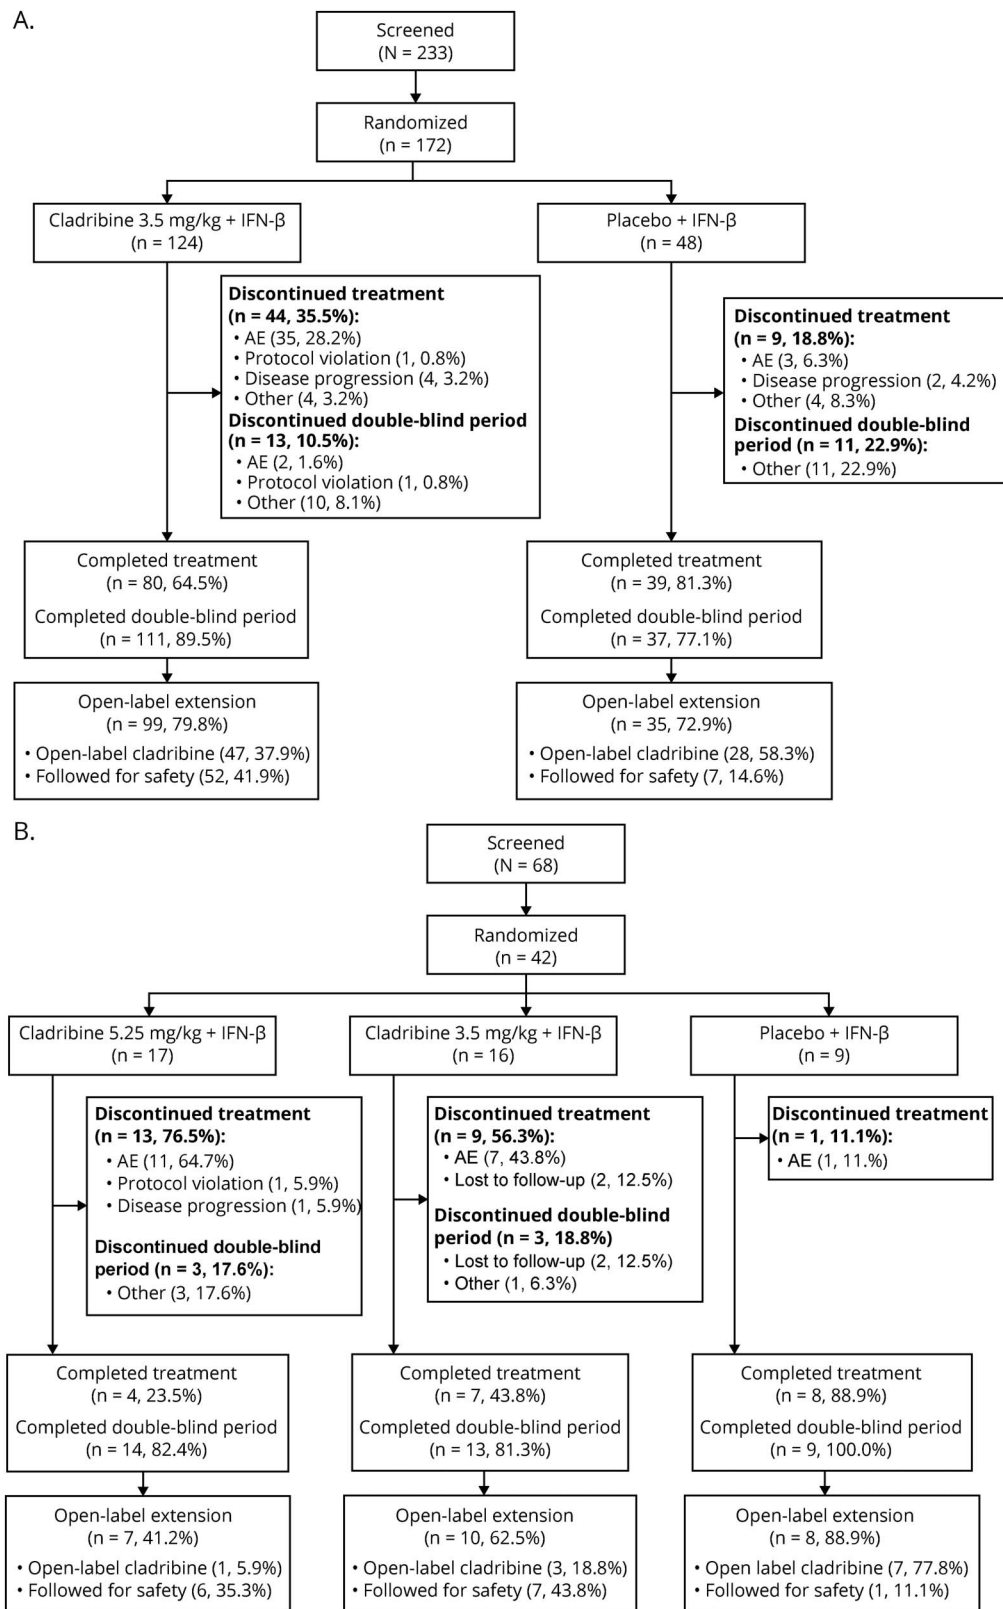 A.
Screened
(N = 233)
Randomized
(n = 172)
Cladribine 3.5 mg/kg + IFN-β
(n = 124)
Placebo + IFN-β
(n = 48)
Discontinued treatment
(n = 44, 35.5%):
• AE (35, 28.2%)
• Protocol violation (1, 0.8%)
• Disease progression (4, 3.2%)
• Other (4, 3.2%)
Discontinued double-blind period
(n = 13, 10.5%):
• AE (2, 1.6%)
• Protocol violation (1, 0.8%)
• Other (10, 8.1%)
Discontinued treatment
(n = 9, 18.8%):
• AE (3, 6.3%)
• Disease progression (2, 4.2%)
• Other (4, 8.3%)
Discontinued double-blind
period (n = 11, 22.9%):
• Other (11, 22.9%)
Completed treatment
(n = 80, 64.5%)
Completed double-blind period
(n = 111, 89.5%)
Completed treatment
(n = 39, 81.3%)
Completed double-blind period
(n = 37, 77.1%)
Open-label extension
(n = 99, 79.8%)
• Open-label cladribine (47, 37.9%)
• Followed for safety (52, 41.9%)
Open-label extension
(n = 35, 72.9%)
• Open-label cladribine (28, 58.3%)
• Followed for safety (7, 14.6%)
B.
Screened
(N = 68)
Randomized
(n = 42)
Cladribine 5.25 mg/kg + IFN-β
(n = 17)
Cladribine 3.5 mg/kg + IFN-β
(n = 16)
Placebo + IFN-β
(n = 9)
Discontinued treatment
(n = 13, 76.5%):
• AE (11, 64.7%)
• Protocol violation (1, 5.9%)
• Disease progression (1, 5.9%)
Discontinued double-blind
period (n = 3, 17.6%):
• Other (3, 17.6%)
Discontinued treatment
(n = 9, 56.3%):
• AE (7, 43.8%)
• Lost to follow-up (2, 12.5%)
Discontinued double-blind
period (n = 3, 18.8%)
• Lost to follow-up (2, 12.5%)
• Other (1, 6.3%)
Discontinued treatment
(n = 1, 11.1%):
• AE (1, 11.%)
Completed treatment
(n = 4, 23.5%)
Completed double-blind period
(n = 14, 82.4%)
Completed treatment
(n = 7, 43.8%)
Completed double-blind period
(n = 13, 81.3%)
Completed treatment
(n = 8, 88.9%)
Completed double-blind period
(n = 9, 100.0%)
Open-label extension
(n = 7, 41.2%)
• Open-label cladribine (1, 5.9%)
• Followed for safety (6, 35.3%)
Open-label extension
(n = 10, 62.5%)
• Open-label cladribine (3, 18.8%)
• Followed for safety (7, 43.8%)
Open-label extension
(n = 8, 88.9%)
• Open label cladribine (7, 77.8%)
• Followed for safety (1, 11.1%)